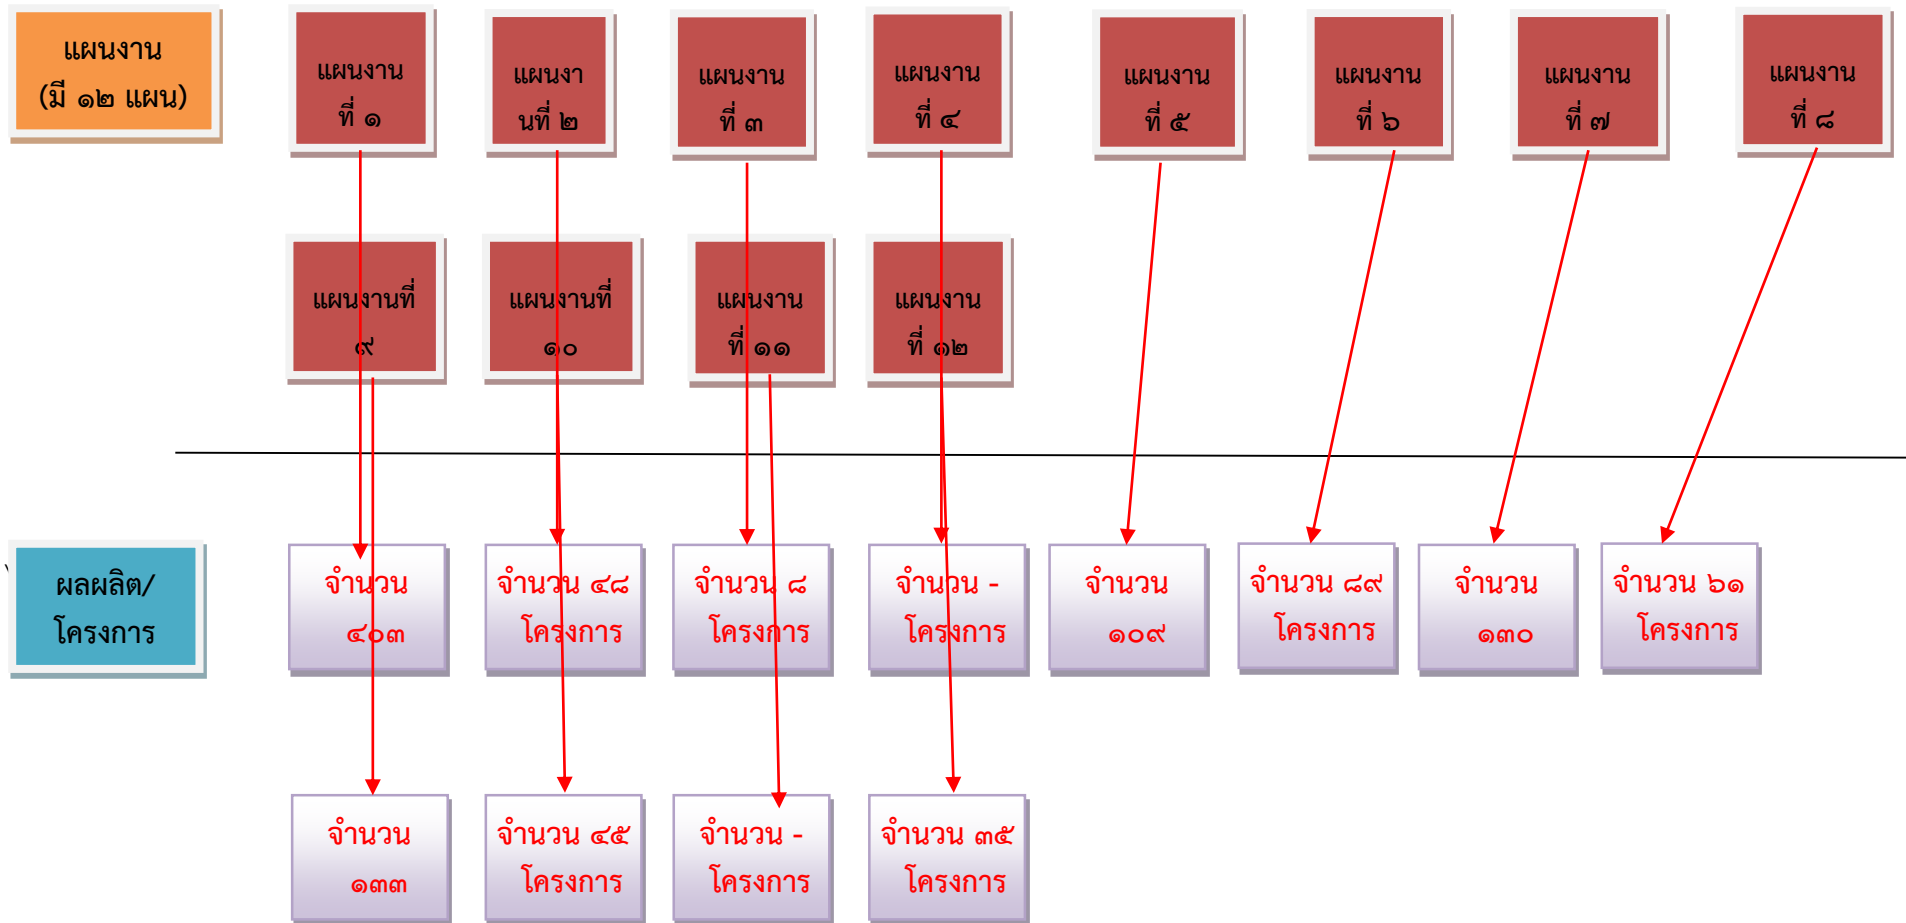 แผนงาน
(มี ๑๒ แผน)
แผนงาน
ที่ ๑
แผนงา
นที่ ๒
แผนงาน
ที่ ๓
แผนงาน
ที่ ๔
แผนงาน
ที่ ๕
แผนงาน
ที่ ๖
แผนงาน
ที่ ๗
แผนงาน
ที่ ๘
แผนงานที่
๙
แผนงานที่
๑๐
แผนงาน
ที่ ๑๑
แผนงาน
ที่ ๑๒
ผลผลิต/
โครงการ
จำนวน
๔๐๓
จำนวน ๔๘
โครงการ
จำนวน ๘
โครงการ
จำนวน -
โครงการ
จำนวน
๑๐๙
จำนวน ๘๙
โครงการ
จำนวน
๑๓๐
จำนวน ๖๑
โครงการ
จำนวน
๑๓๓
จำนวน ๔๕
โครงการ
จำนวน -
โครงการ
จำนวน ๓๕
โครงการ